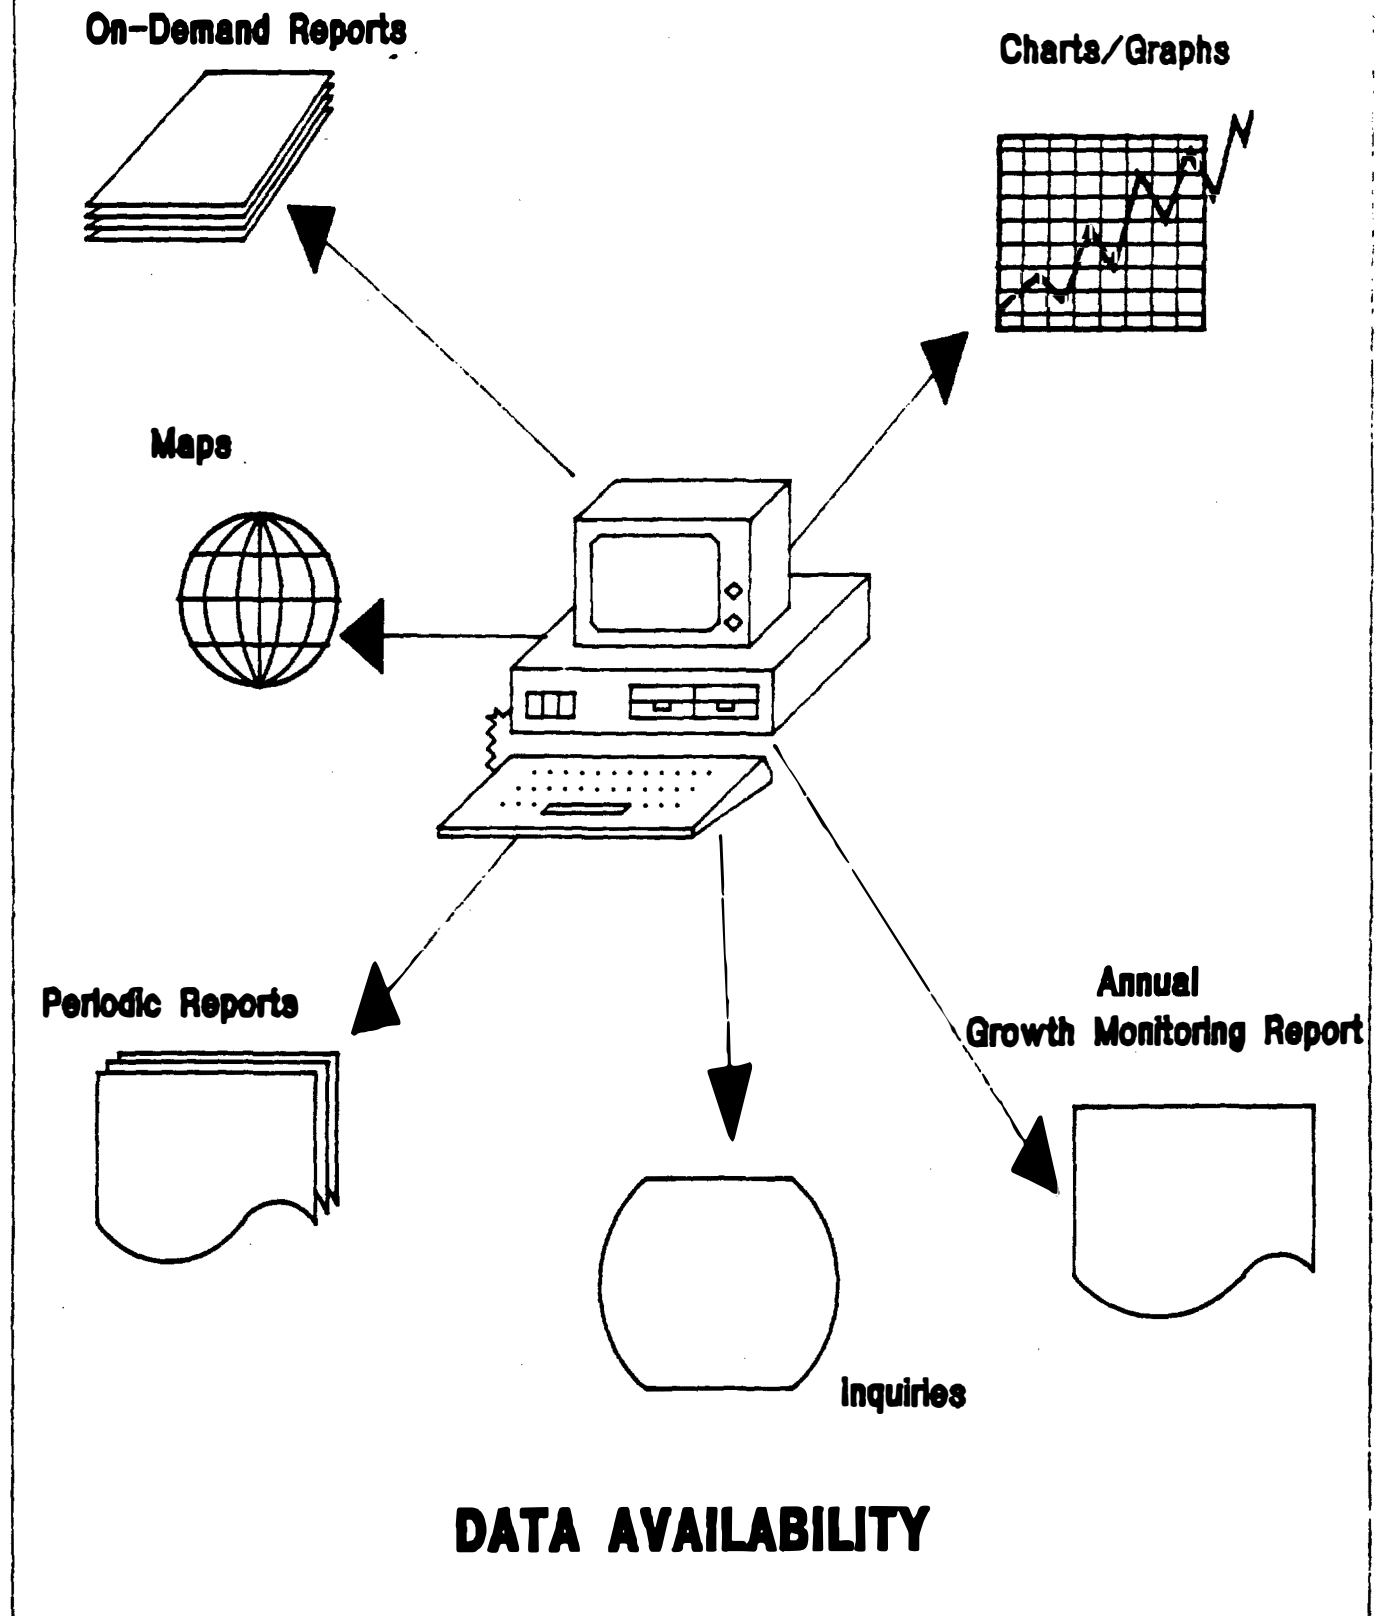 On-Demand Reports
Charts/Graphs
Maps
Periodic Reports
Annual
Growth Monitoring Report
Inquiries
DATA AVAILABILITY